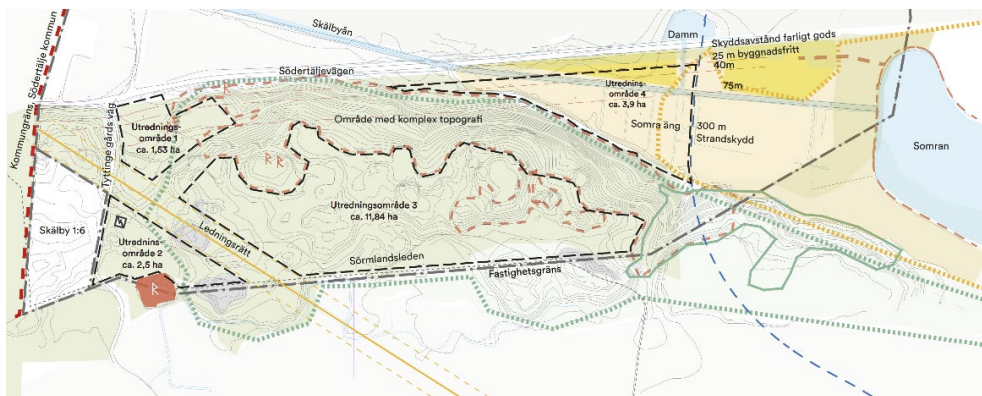 Skälbyån
Damm
Skyddsavstånd farligt gods
25 m byggnadsfritt
40m
75m
Södertäljevägen
Kommungräns, Södertälje kommun
Tyttinge gårds väg
Utrednings-
område 1
ca. 1,53 ha
Område med komplex topografi
Utrednings-
område 4
ca. 3,9 ha
Somra äng
300 m
Strandskydd
Somran
R
R R
Utredningsområde 3
ca. 11,84 ha
Skälby 1:6
Utrednings-
område 2
ca. 2,5 ha
Ledningsrätt
Sörmlandsleden
Fastighetsgräns
R